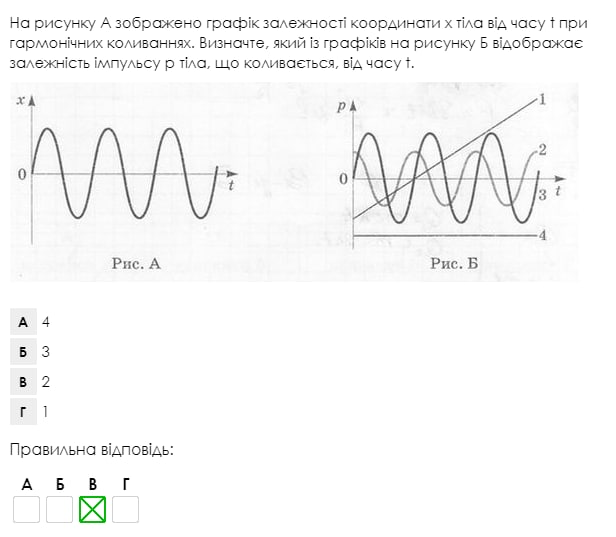 На рисунку А зображено графік залежності координати х тіла від часу t при
гармонічних коливаннях. Визначте, який із графіків на рисунку Б відображає
залежність імпульсу р тіла, що коливається, від часу t.
x
0
t
Рис. А
p
0
1
2
3
t
4
Рис. Б
А 4
Б 3
В 2
Г 1
Правильна відповідь:
А Б В Г